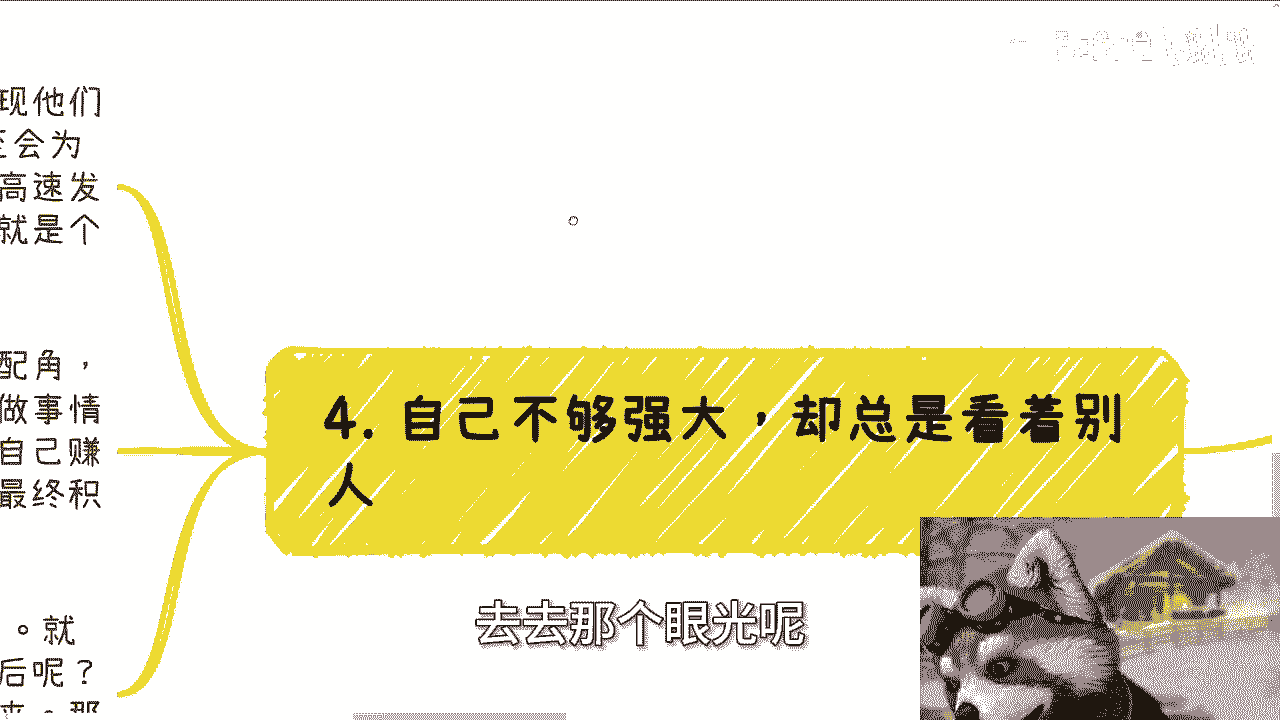 现他们
会为
高速发
就是个
配角，
做事情
自己赚
最终积
。就
后呢？
4. 自己不够强大，却总是看着别
人
去去那个眼光呢